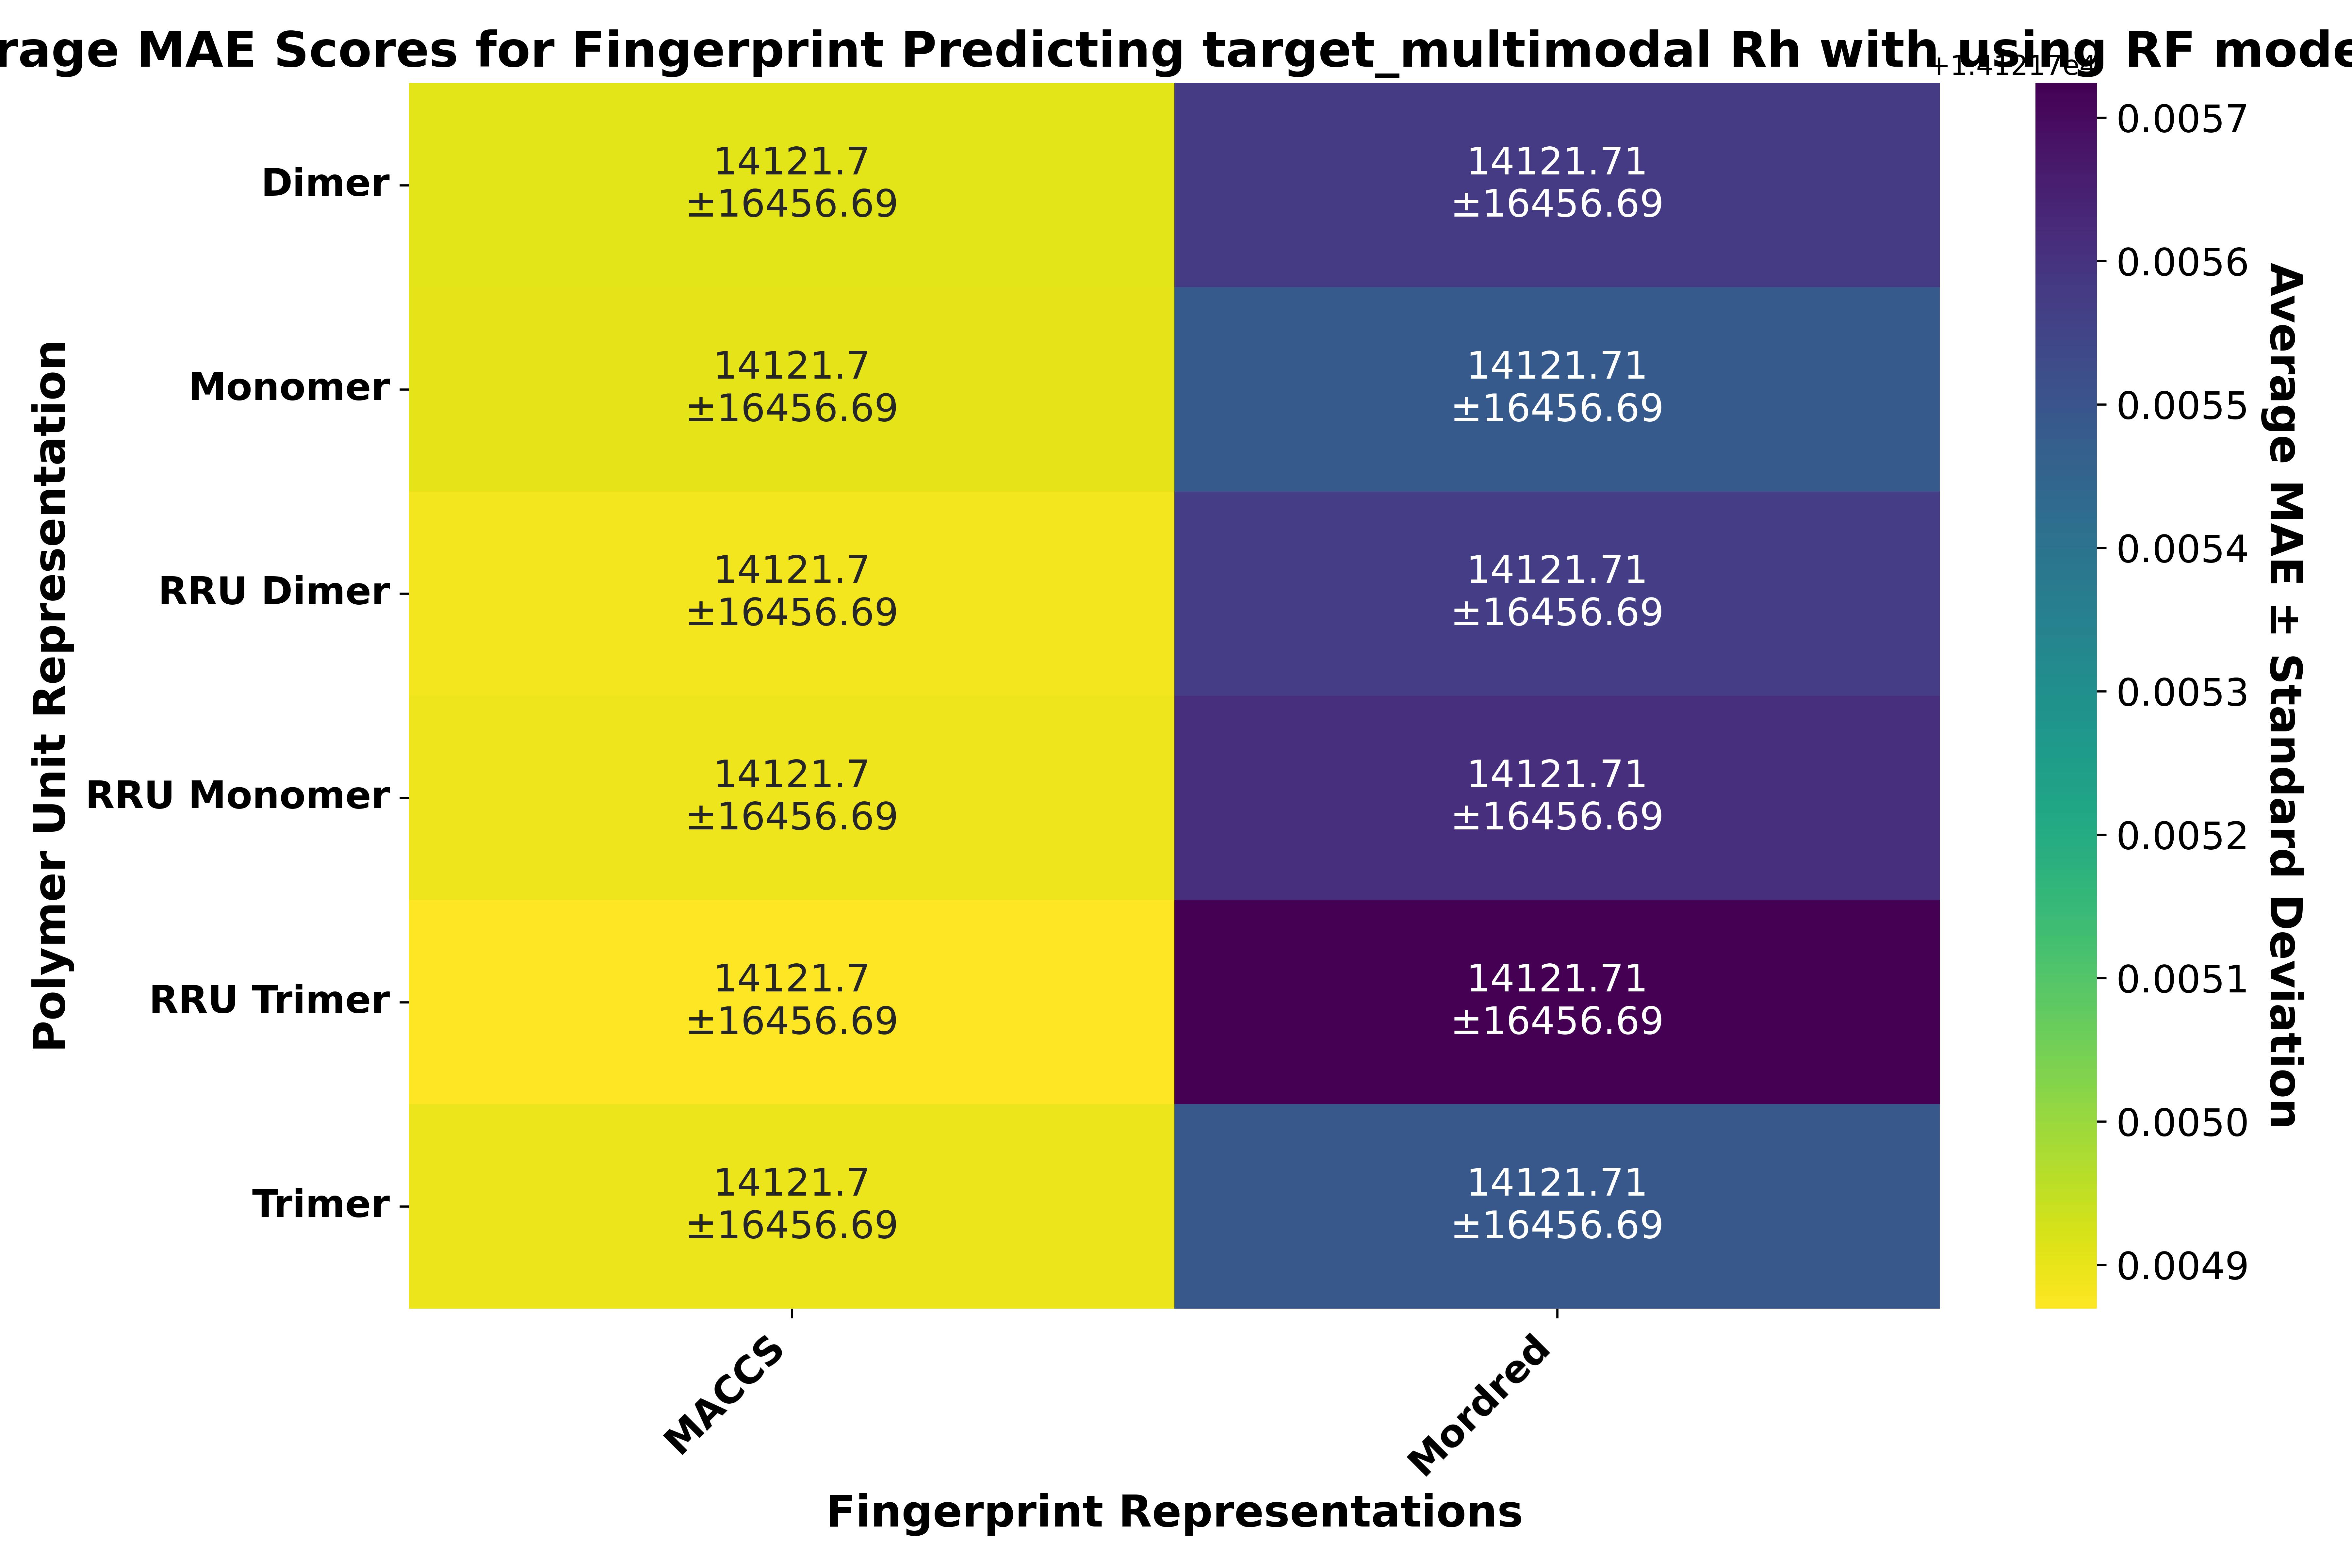 rage MAE Scores for Fingerprint Predicting target_multimodal Rh with using RF mode
+1.41217e4
Polymer Unit Representation
Dimer
Monomer
RRU Dimer
RRU Monomer
RRU Trimer
Trimer
14121.7
±16456.69
14121.71
±16456.69
14121.7
±16456.69
14121.71
±16456.69
14121.7
±16456.69
14121.71
±16456.69
14121.7
±16456.69
14121.71
±16456.69
14121.7
±16456.69
14121.71
±16456.69
14121.7
±16456.69
14121.71
±16456.69
MACCS
Mordred
Fingerprint Representations
0.0057
0.0056
0.0055
0.0054
0.0053
0.0052
0.0051
0.0050
0.0049
Average MAE ± Standard Deviation